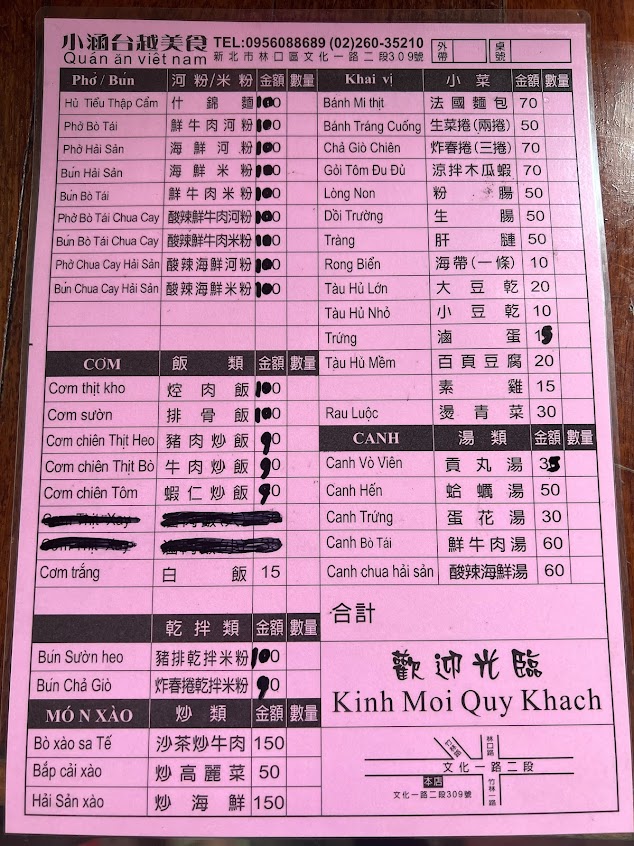 小涵台越美食 TEL:0956088689 (02)260-35210
Quán ăn việt nam 新北市林口區文化一路二段309號
外帶 桌號
Phở / Bún 河粉/米粉 金額 數量
Hủ Tiếu Thập Cẩm 什錦麵 100
Phở Bò Tái 鮮牛肉河粉 100
Phở Hải Sản 海鮮河粉 100
Bún Hải Sản 海鮮米粉 100
Bún Bò Tái 鮮牛肉米粉 100
Phở Bò Tái Chua Cay 酸辣鮮牛肉河粉 100
Bún Bò Tái Chua Cay 酸辣鮮牛肉米粉 100
Phở Chua Cay Hải Sản 酸辣海鮮河粉 100
Bún Chua Cay Hải Sản 酸辣海鮮米粉 100
CƠM 飯類 金額 數量
Cơm thịt kho 焢肉飯 100
Cơm sườn 排骨飯 100
Cơm chiên Thịt Heo 豬肉炒飯 90
Cơm chiên Thịt Bò 牛肉炒飯 90
Cơm chiên Tôm 蝦仁炒飯 90
Cơm trắng 白飯 15
乾拌類 金額 數量
Bún Sườn heo 豬排乾拌米粉 100
Bún Chả Giò 炸春捲乾拌米粉 90
MÓN XÀO 炒類 金額 數量
Bò xào sa Tế 沙茶炒牛肉 150
Bắp cải xào 炒高麗菜 50
Hải Sản xào 炒海鮮 150
Khai vị 小菜 金額 數量
Bánh Mi thịt 法國麵包 70
Bánh Tráng Cuống 生菜捲(兩捲) 50
Chả Giò Chiên 炸春捲(三捲) 70
Gỏi Tôm Đu Đủ 涼拌木瓜蝦 70
Lòng Non 粉腸 50
Dồi Trường 生腸 50
Tràng 肝腱 50
Rong Biển 海帶(一條) 10
Tàu Hủ Lớn 大豆乾 20
Tàu Hủ Nhỏ 小豆乾 10
Trứng 滷蛋 15
Tàu Hủ Mềm 百頁豆腐 20
素雞 15
Rau Luộc 燙青菜 30
CANH 湯類 金額 數量
Canh Vò Viên 貢丸湯 35
Canh Hến 蛤蠣湯 50
Canh Trứng 蛋花湯 30
Canh Bò Tái 鮮牛肉湯 60
Canh chua hải sản 酸辣海鮮湯 60
合計
歡迎光臨
Kinh Moi Quy Khach
林口路
文化一路二段
本店
文化一路二段309號
竹林一路